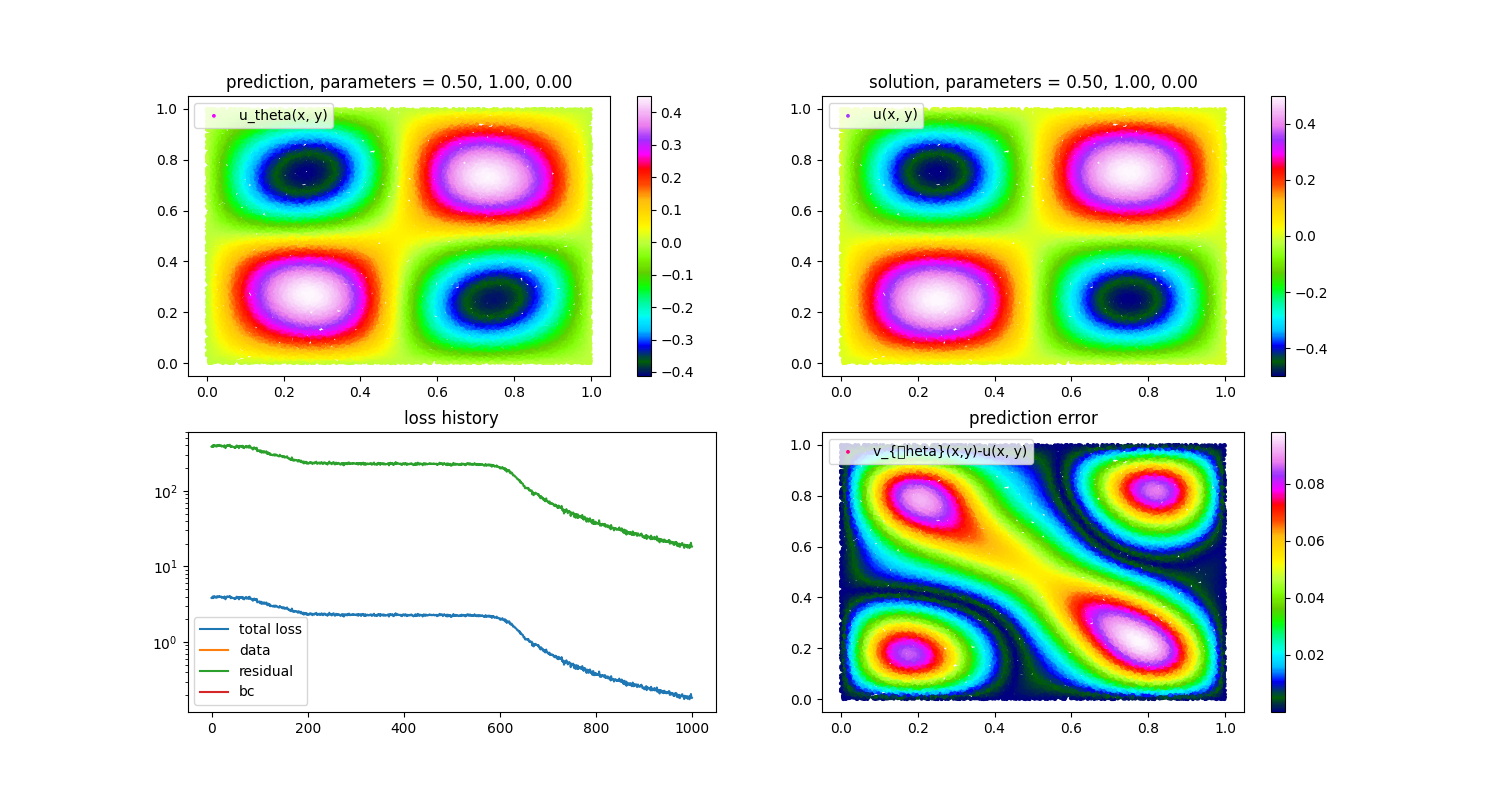 prediction, parameters = 0.50, 1.00, 0.00
u_theta(x, y)
1.0
0.8
0.6
0.4
0.2
0.0
0.0 0.2 0.4 0.6 0.8 1.0
0.4
0.3
0.2
0.1
0.0
−0.1
−0.2
−0.3
−0.4
solution, parameters = 0.50, 1.00, 0.00
u(x, y)
1.0
0.8
0.6
0.4
0.2
0.0
0.0 0.2 0.4 0.6 0.8 1.0
0.4
0.2
0.0
−0.2
−0.4
loss history
10²
10¹
10⁰
total loss
data
residual
bc
0 200 400 600 800 1000
prediction error
v_{▯heta}(x,y)-u(x, y)
1.0
0.8
0.6
0.4
0.2
0.0
0.0 0.2 0.4 0.6 0.8 1.0
0.08
0.06
0.04
0.02